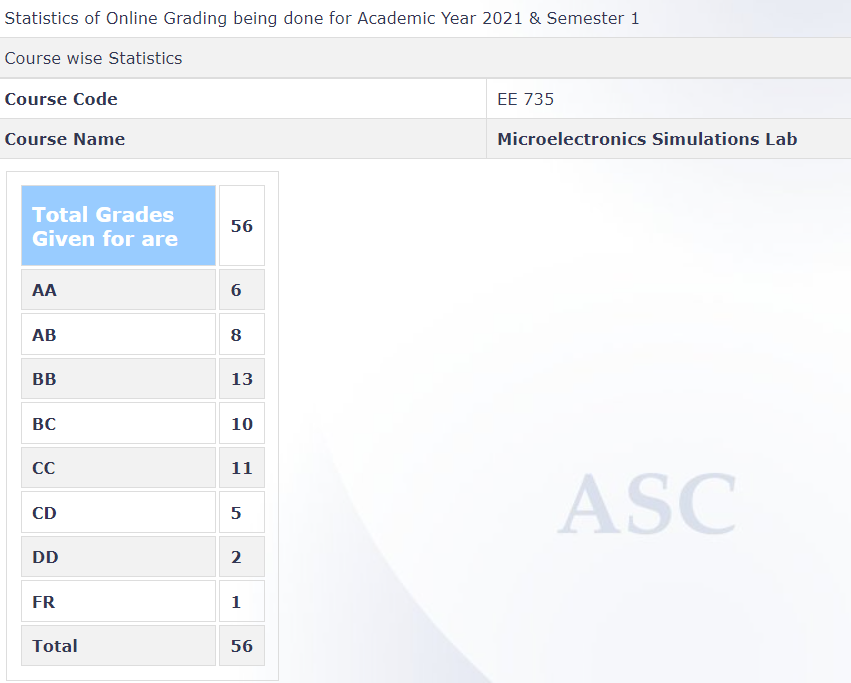 Statistics of Online Grading being done for Academic Year 2021 & Semester 1
Course wise Statistics
Course Code EE 735
Course Name Microelectronics Simulations Lab
Total Grades
Given for are 56
AA 6
AB 8
BB 13
BC 10
CC 11
CD 5
DD 2
FR 1
Total 56
ASC